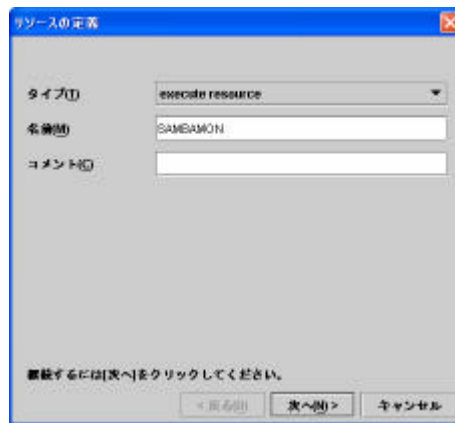 リソースの定義
タイプ(T) execute resource
名前(M) SAMBAMON
コメント(C)
継続するには[次へ]をクリックしてください。
< 戻る(B) 次へ(N) > キャンセル